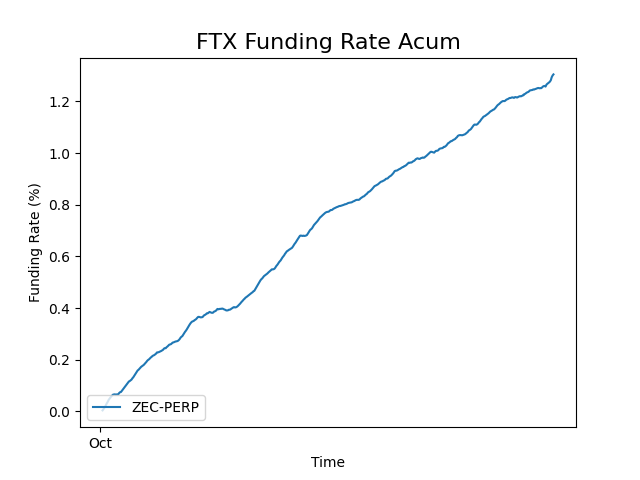 FTX Funding Rate Acum
Funding Rate (%)
1.2
1.0
0.8
0.6
0.4
0.2
0.0
ZEC-PERP
Oct
Time